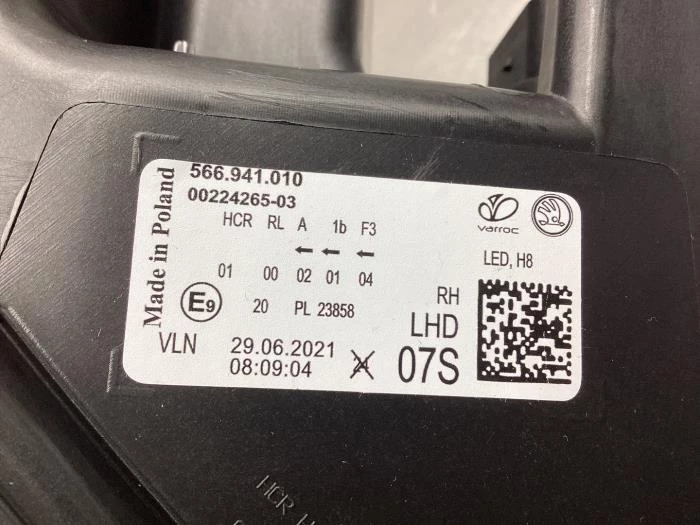 Made in Poland
566.941.010
00224265-03
varroc
HCR RL A 1b F3
LED, H8
01 00 02 01 04
E9
20 PL 23858
RH
LHD
VLN 29.06.2021
08:09:04
07S
HCR